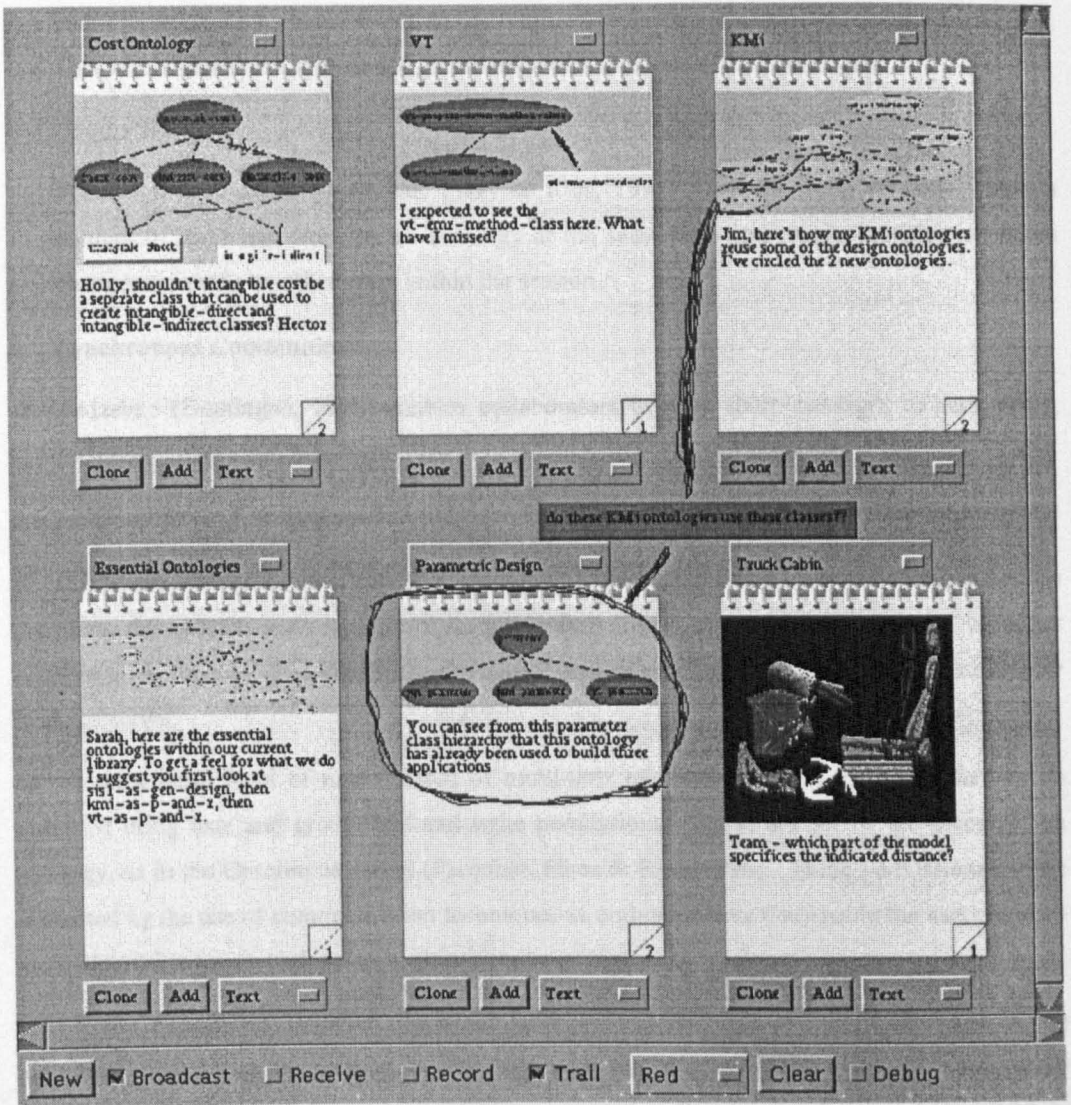 Cost Ontology
VT
KMi
Holly, shouldn't intangible cost be
a seperate class that can be used to
create intangible-direct and
intangible-indirect classes? Hector
2
I expected to see the
vt-emr-method-class here. What
have I missed?
1
Jim, here's how my KMi ontologies
reuse some of the design ontologies.
I've circled the 2 new ontologies.
2
Clone Add Text
Clone Add Text
Clone Add Text
do these KMi ontologies use these classes??
Essential Ontologies
Parametric Design
Truck Cabin
Sarah, here are the essential
ontologies within our current
library. To get a feel for what we do
I suggest you first look at
sis1-as-gen-design, then
kmi-as-p-and-r, then
vt-as-p-and-r.
1
You can see from this parameter
class hierarchy that this ontology
has already been used to build three
applications
2
Team - which part of the model
specifices the indicated distance?
1
Clone Add Text
Clone Add Text
Clone Add Text
New Broadcast Receive Record Trail Red Clear Debug